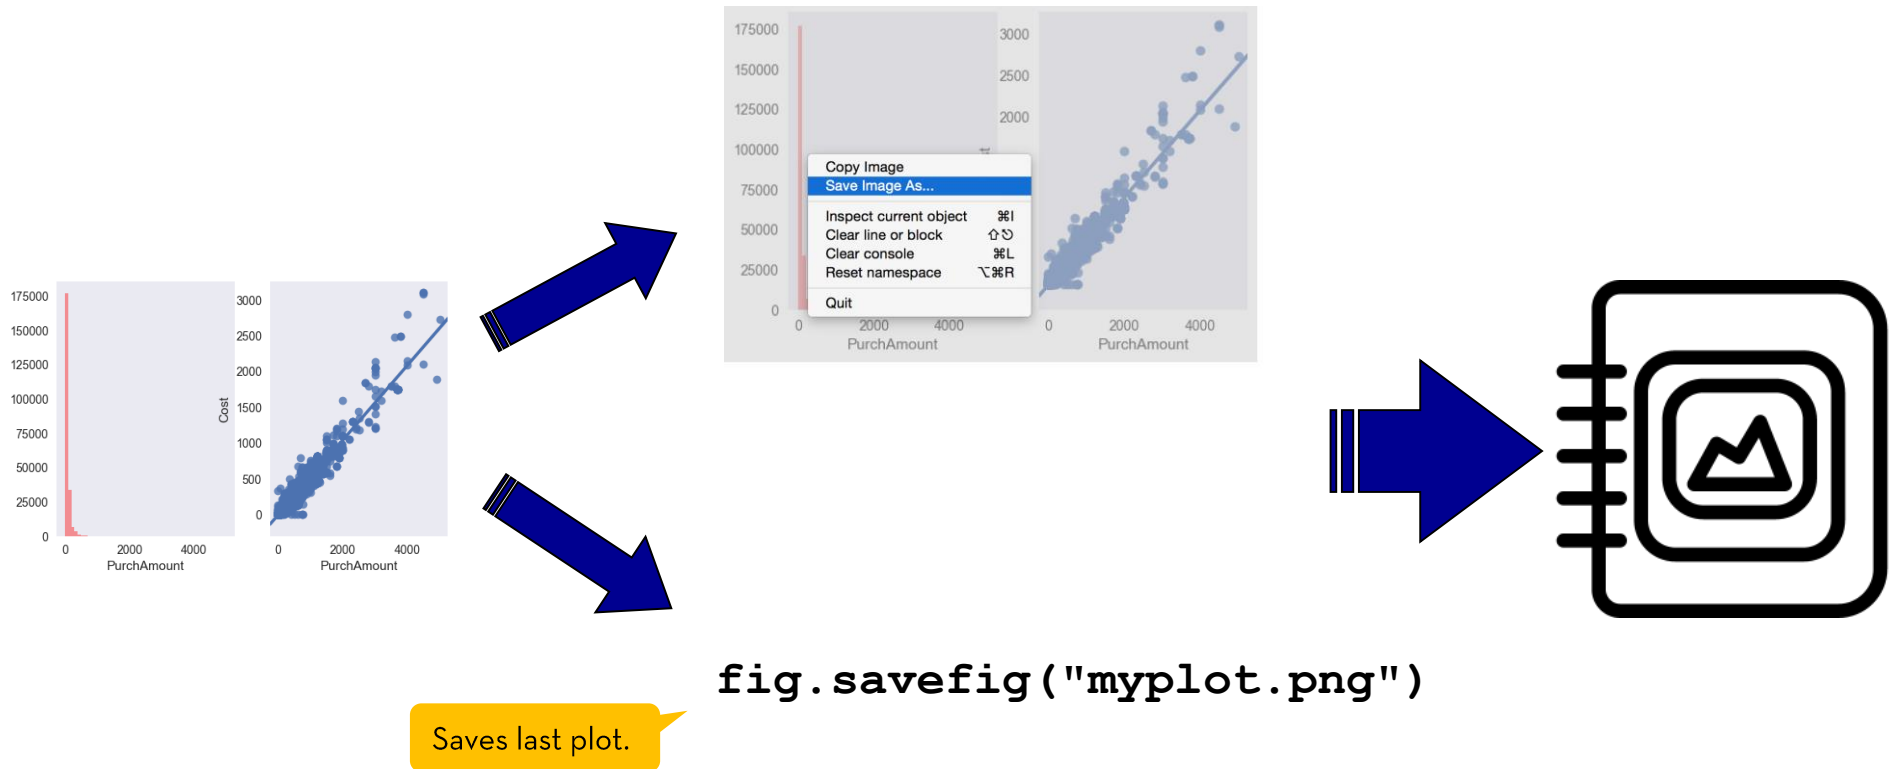 175000
150000
125000
100000
75000
50000
25000
0
0 2000 4000
PurchAmount
3000
2500
2000
1500
1000
500
0
Cost
0 2000 4000
PurchAmount
175000
150000
125000
100000
75000
50000
25000
0
0 2000 4000
PurchAmount
3000
2500
2000
0 2000 4000
PurchAmount
Copy Image
Save Image As...
Inspect current object ⌘I
Clear line or block ⇧⎋
Clear console ⌘L
Reset namespace ⌥⌘R
Quit
fig.savefig("myplot.png")
Saves last plot.